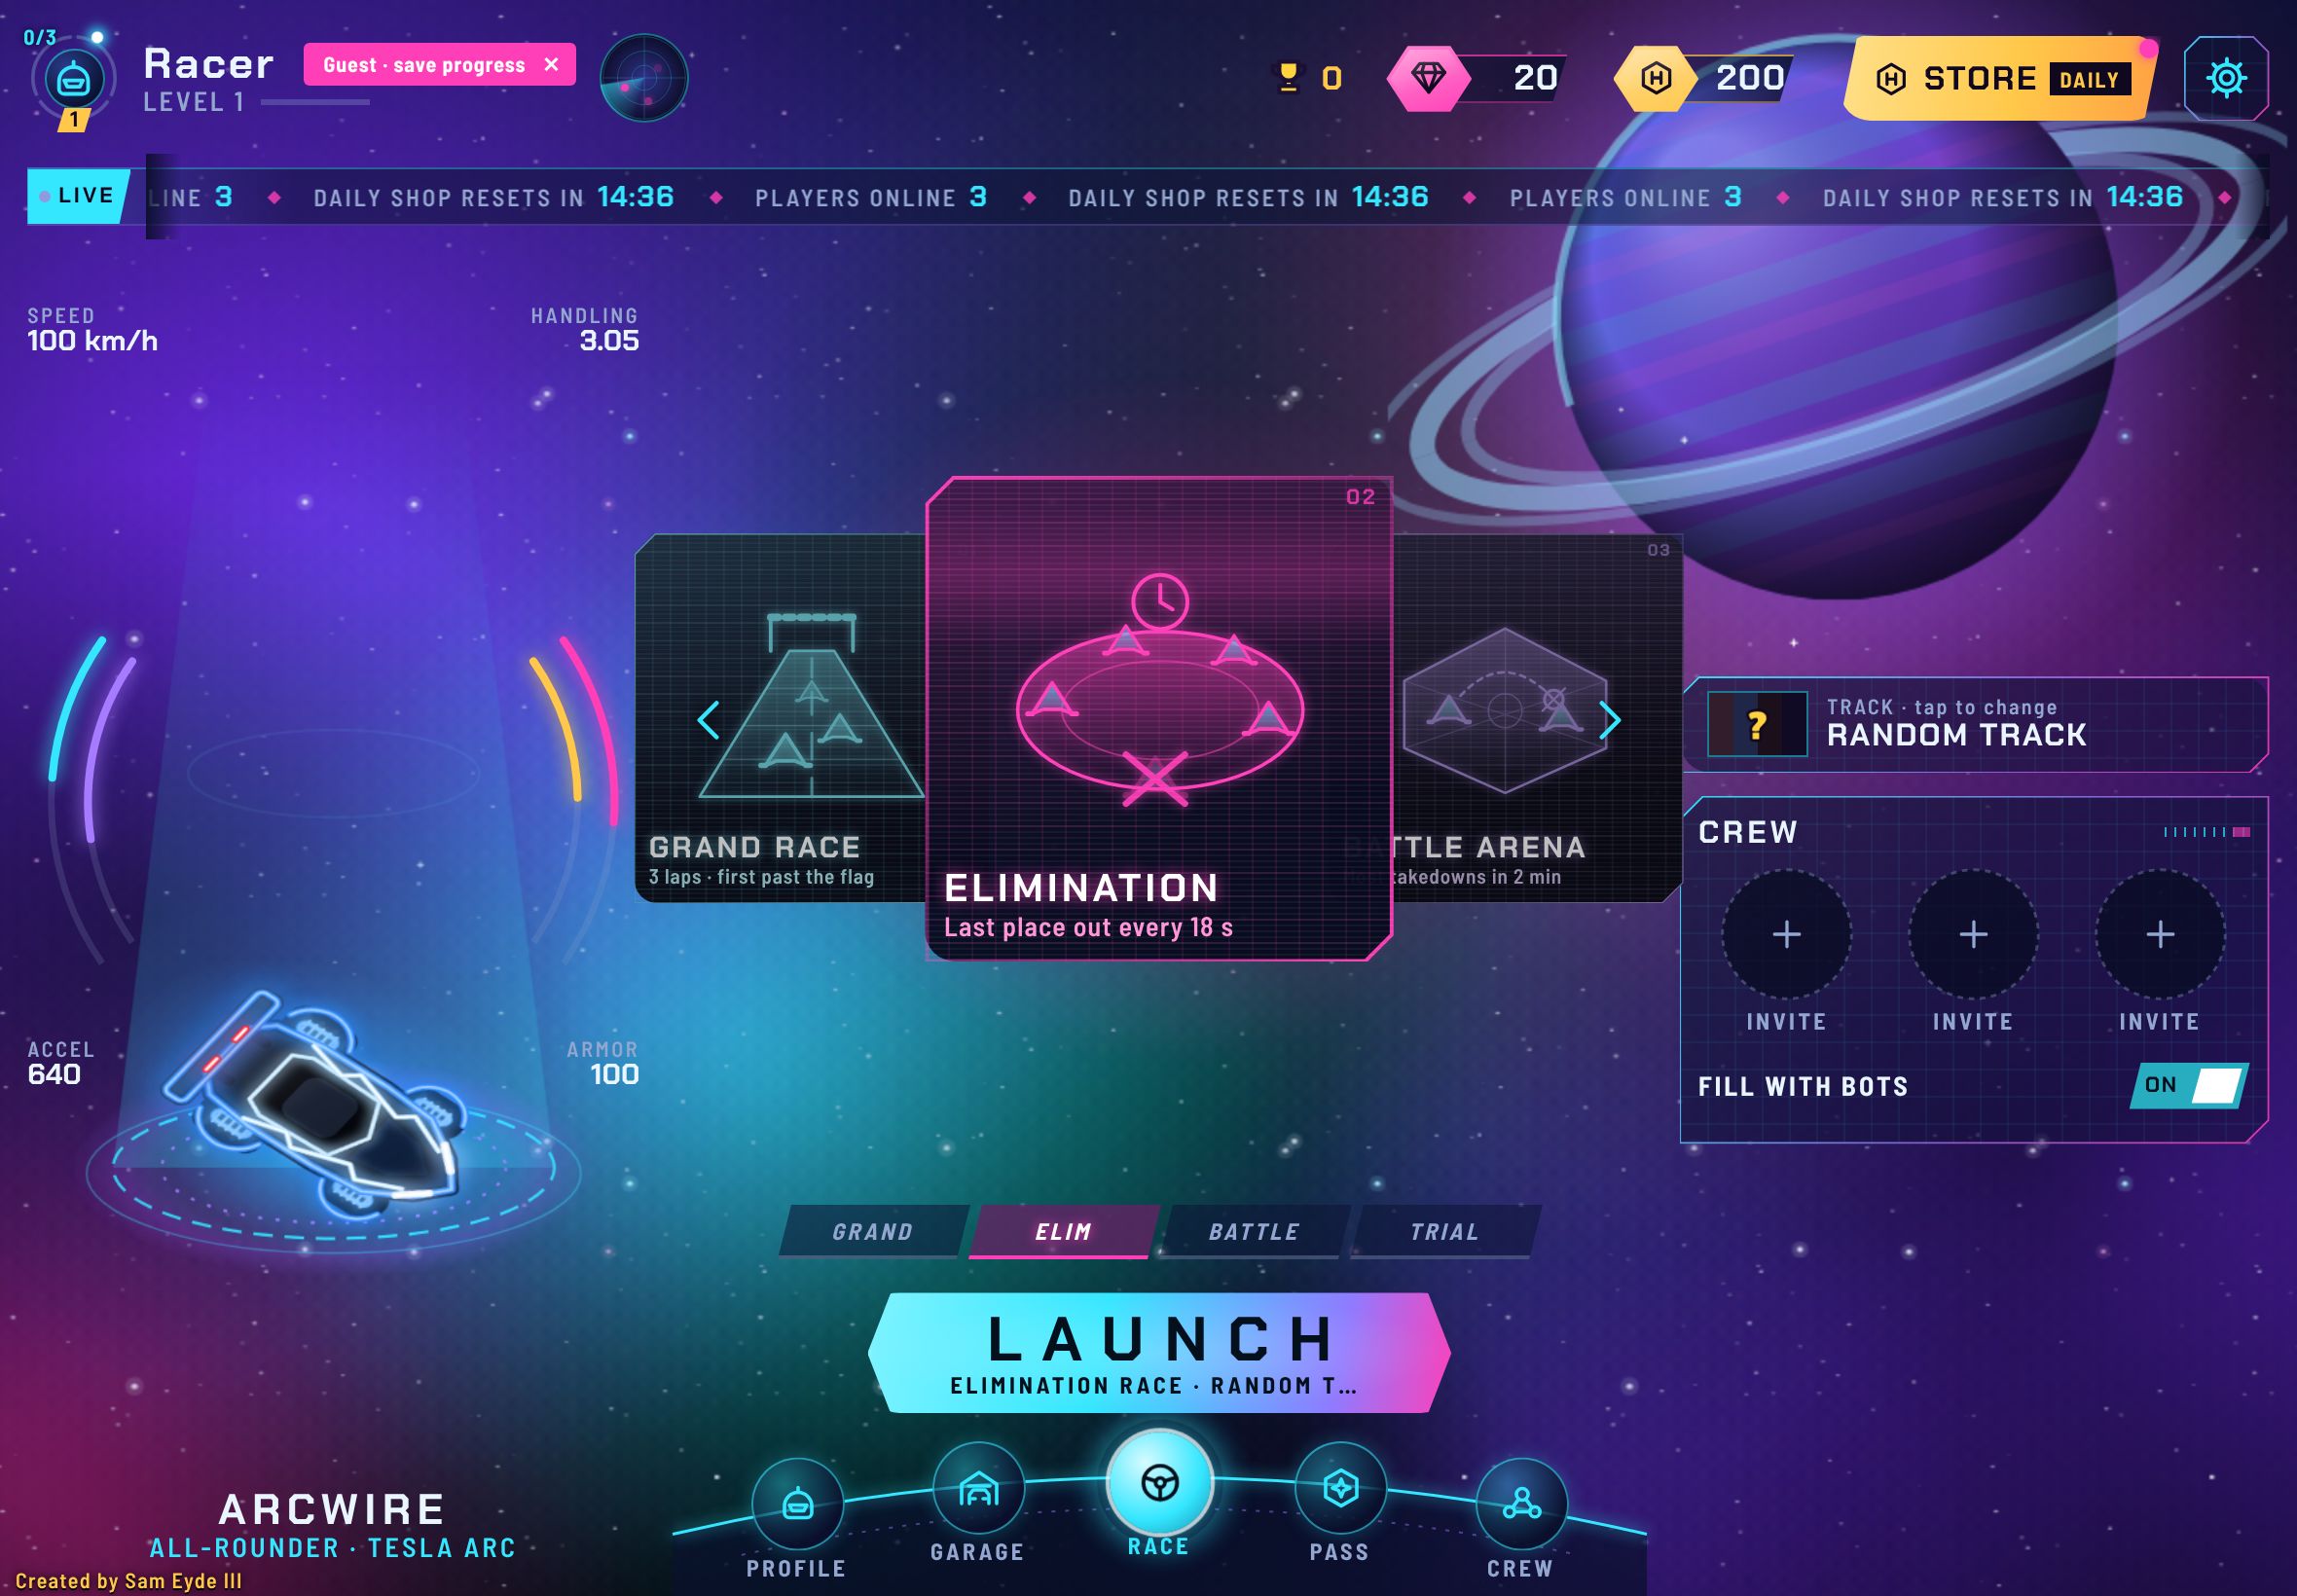 0/3
1
Racer
LEVEL 1
Guest · save progress ✕
0
20
200
STORE DAILY
LIVE
LINE 3 ◆ DAILY SHOP RESETS IN 14:36 ◆ PLAYERS ONLINE 3 ◆ DAILY SHOP RESETS IN 14:36 ◆ PLAYERS ONLINE 3 ◆ DAILY SHOP RESETS IN 14:36 ◆
SPEED
100 km/h
HANDLING
3.05
ACCEL
640
ARMOR
100
GRAND RACE
3 laps · first past the flag
02
ELIMINATION
Last place out every 18 s
03
TTLE ARENA
takedowns in 2 min
?
TRACK · tap to change
RANDOM TRACK
CREW
+ + +
INVITE INVITE INVITE
FILL WITH BOTS ON
GRAND ELIM BATTLE TRIAL
LAUNCH
ELIMINATION RACE · RANDOM T...
ARCWIRE
ALL-ROUNDER · TESLA ARC
Created by Sam Eyde III
PROFILE GARAGE RACE PASS CREW